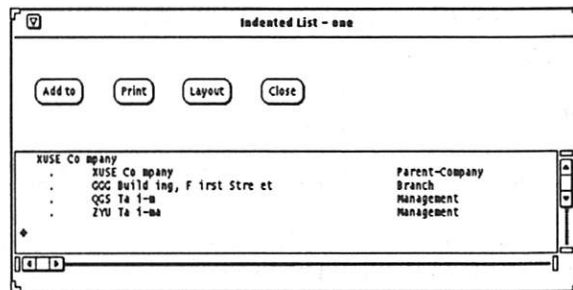 Indented List - one
Add to Print Layout Close
XUSE Co mpany
. XUSE Co mpany Parent-Company
. GGG Build ing, F irst Stre et Branch
. QGS Ta i-m Management
. ZYU Ta i-ma Management